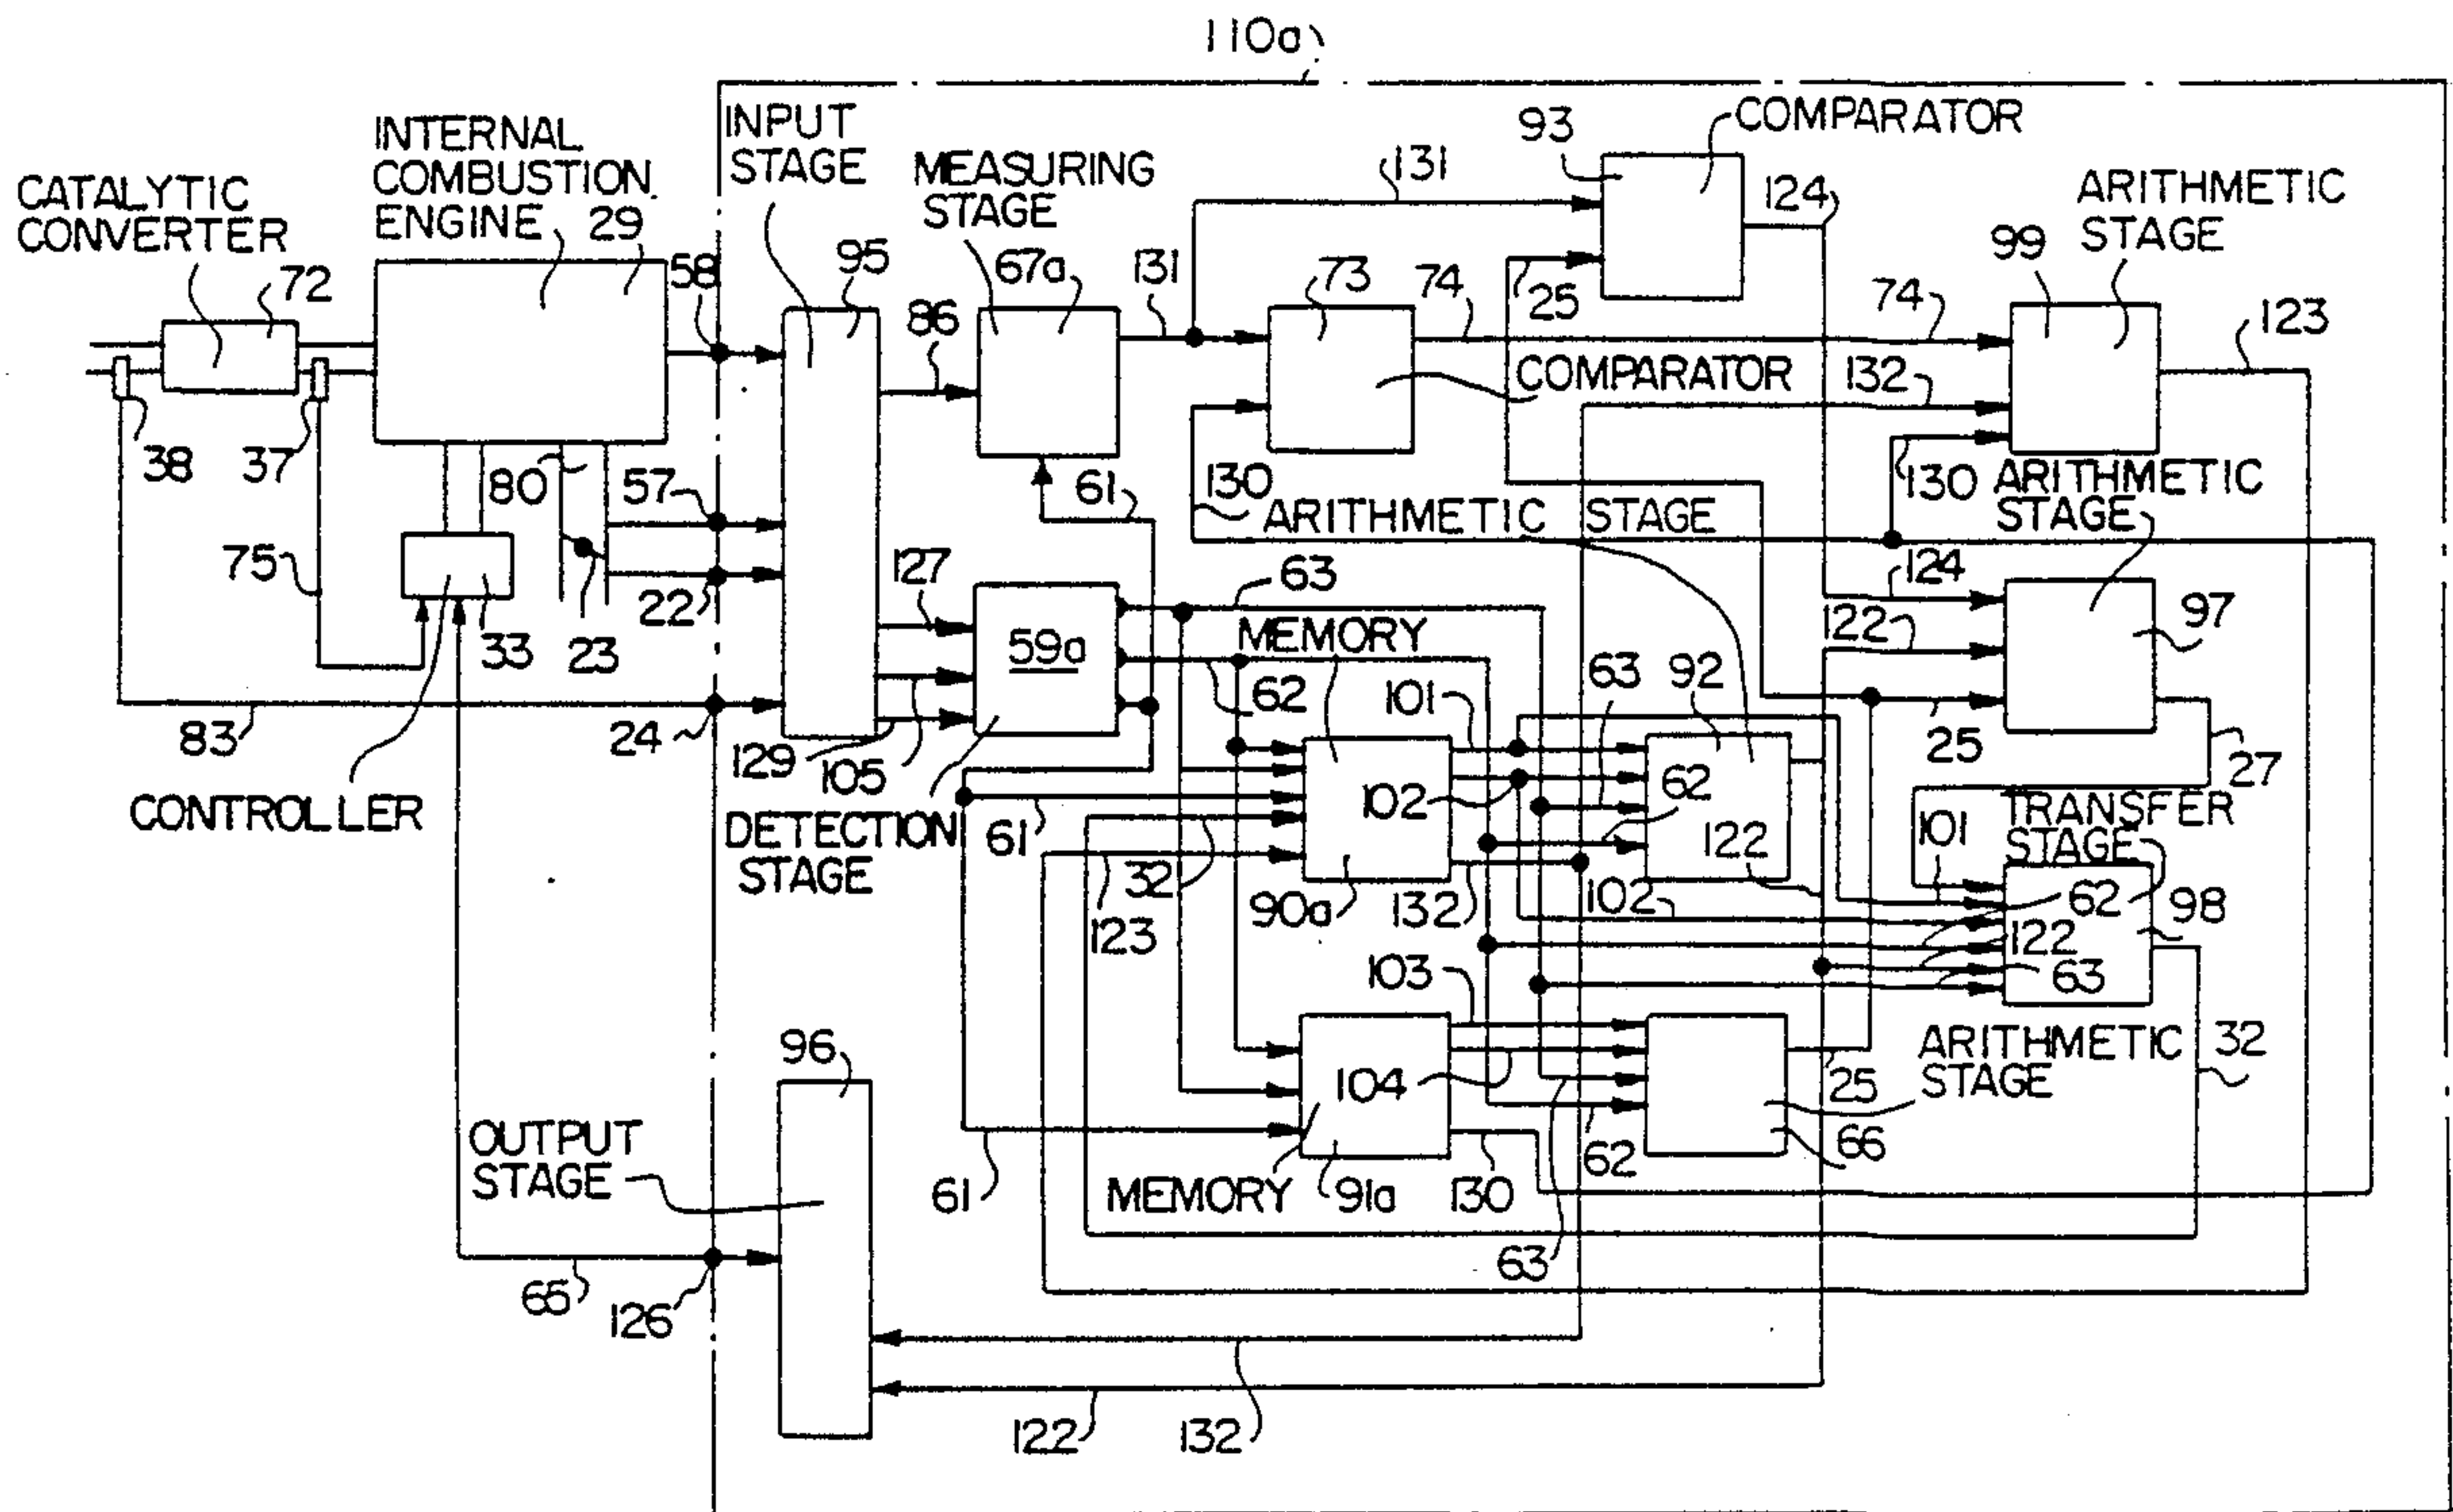 110a
INPUT
STAGE
INTERNAL
COMBUSTION
ENGINE
29
CATALYTIC
CONVERTER
72
MEASURING
STAGE
67a
93
COMPARATOR
131
124
ARITHMETIC
STAGE
99
58
95
86
131
73
74
25
74
123
COMPARATOR
132
38
37
80
57
61
130
ARITHMETIC STAGE
130
ARITHMETIC
STAGE
75
33
23
22
127
63
124
59a
MEMORY
122
97
62
101
63
92
83
24
129
105
25
27
CONTROLLER
DETECTION
STAGE
61
102
62
122
101
TRANSFER
STAGE
32
123
90a
132
102
62
98
122
63
103
96
104
25
ARITHMETIC
STAGE
32
OUTPUT
STAGE
61
MEMORY
91a
130
62
66
63
65
126
122
132